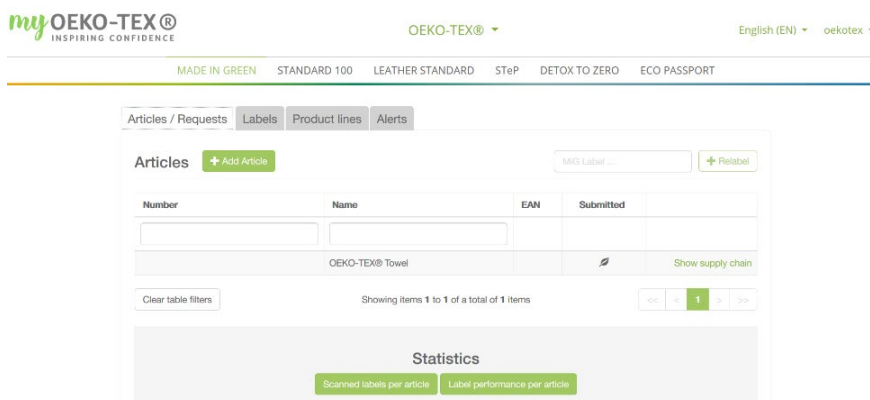 my OEKO-TEX®
INSPIRING CONFIDENCE
OEKO-TEX®
English (EN) oekotex
MADE IN GREEN STANDARD 100 LEATHER STANDARD STeP DETOX TO ZERO ECO PASSPORT
Articles / Requests Labels Product lines Alerts
Articles + Add Article MIG Label ... + Relabel
Number Name EAN Submitted
OEKO-TEX® Towel Show supply chain
Clear table filters Showing items 1 to 1 of a total of 1 items << < 1 > >>
Statistics
Scanned labels per article Label performance per article